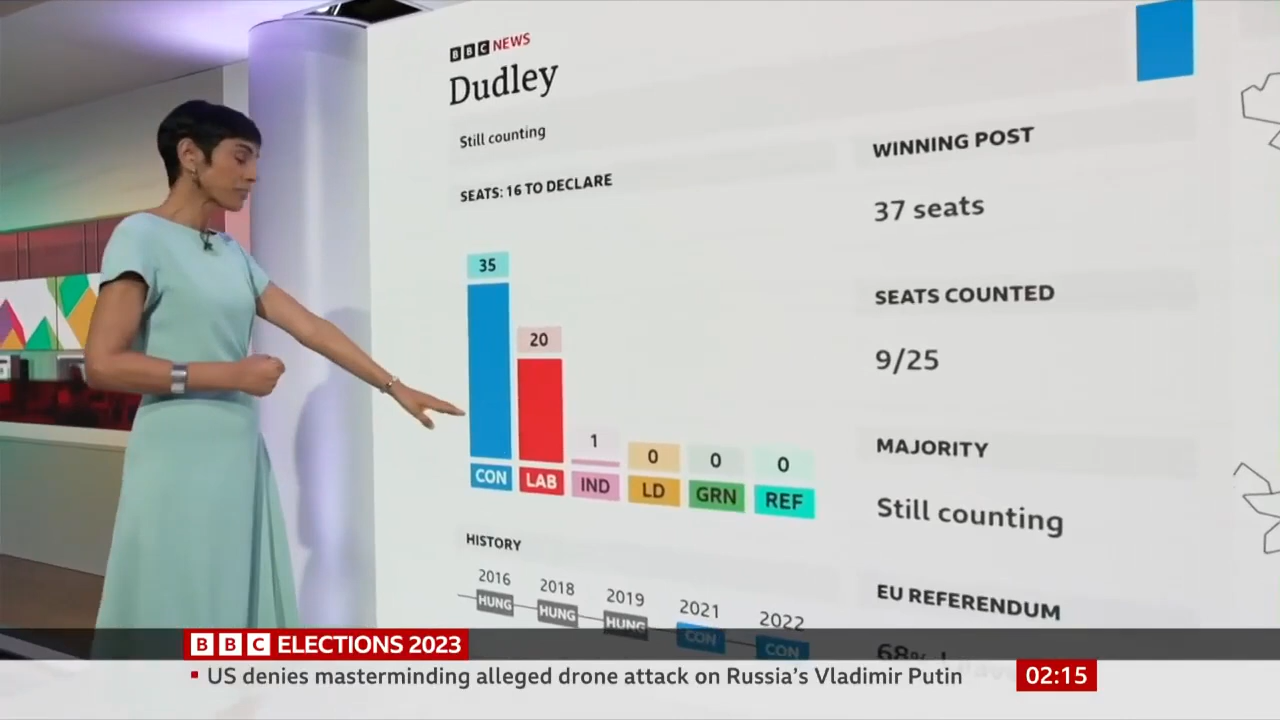 BBC NEWS
Dudley
Still counting
SEATS: 16 TO DECLARE
35
20
1
0
0
0
CON
LAB
IND
LD
GRN
REF
HISTORY
2016
2018
2019
2021
2022
HUNG
HUNG
HUNG
CON
CON
WINNING POST
37 seats
SEATS COUNTED
9/25
MAJORITY
Still counting
EU REFERENDUM
68%
BBC ELECTIONS 2023
US denies masterminding alleged drone attack on Russia's Vladimir Putin
02:15